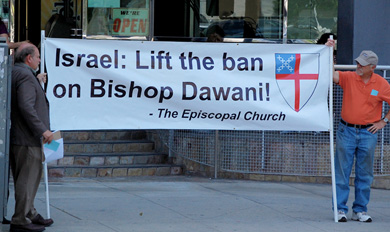 OPEN
Israel: Lift the ban
on Bishop Dawani!
- The Episcopal Church